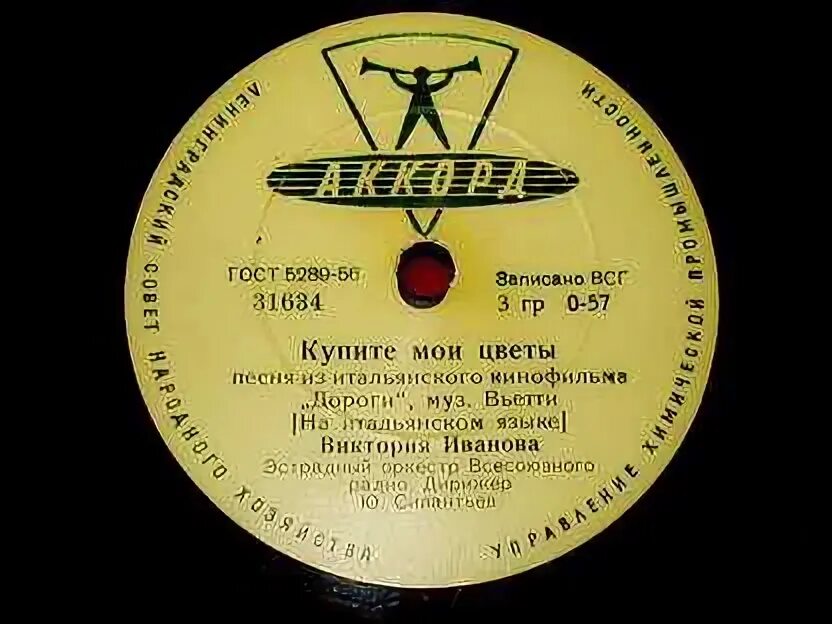 АККОРД
ЛЕНИНГРАДСКИЙ СОВЕТ НАРОДНОГО ХОЗЯЙСТВА
УПРАВЛЕНИЕ ХИМИЧЕСКОЙ ПРОМЫШЛЕННОСТИ
ГОСТ 5289-56
31634
Записано ВСГ
3 гр 0-57
Купите мои цветы
песня из итальянского кинофильма
„Дороги“, муз. Вьетти
[На итальянском языке]
Виктория Иванова
Эстрадный оркестр Всесоюзного
радио Дирижер
Ю. Силантьев